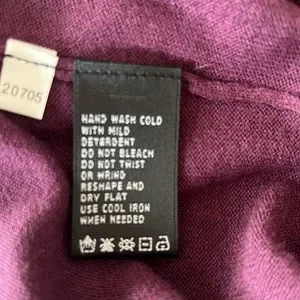 20705
HAND WASH COLD
WITH MILD
DETERGENT
DO NOT BLEACH
DO NOT TWIST
OR WRING
RESHAPE AND
DRY FLAT
USE COOL IRON
WHEN NEEDED